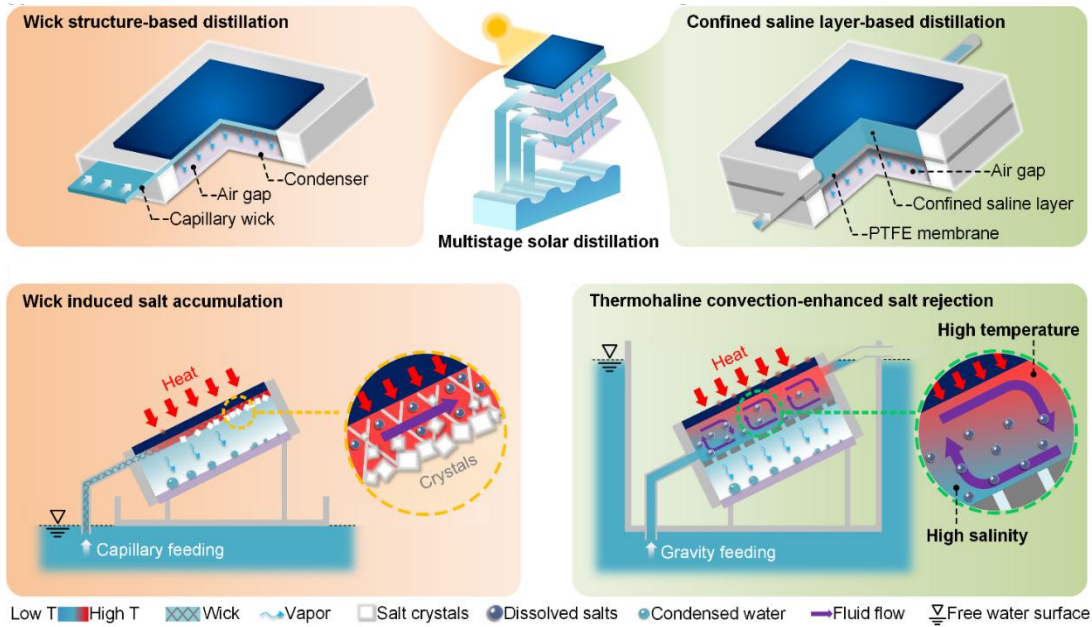 Wick structure-based distillation
Confined saline layer-based distillation
Air gap
Condenser
Capillary wick
Multistage solar distillation
Air gap
Confined saline layer
PTFE membrane
Wick induced salt accumulation
Thermohaline convection-enhanced salt rejection
Heat
Crystals
Capillary feeding
High temperature
Heat
High salinity
Gravity feeding
Low T High T Wick Vapor Salt crystals Dissolved salts Condensed water Fluid flow Free water surface